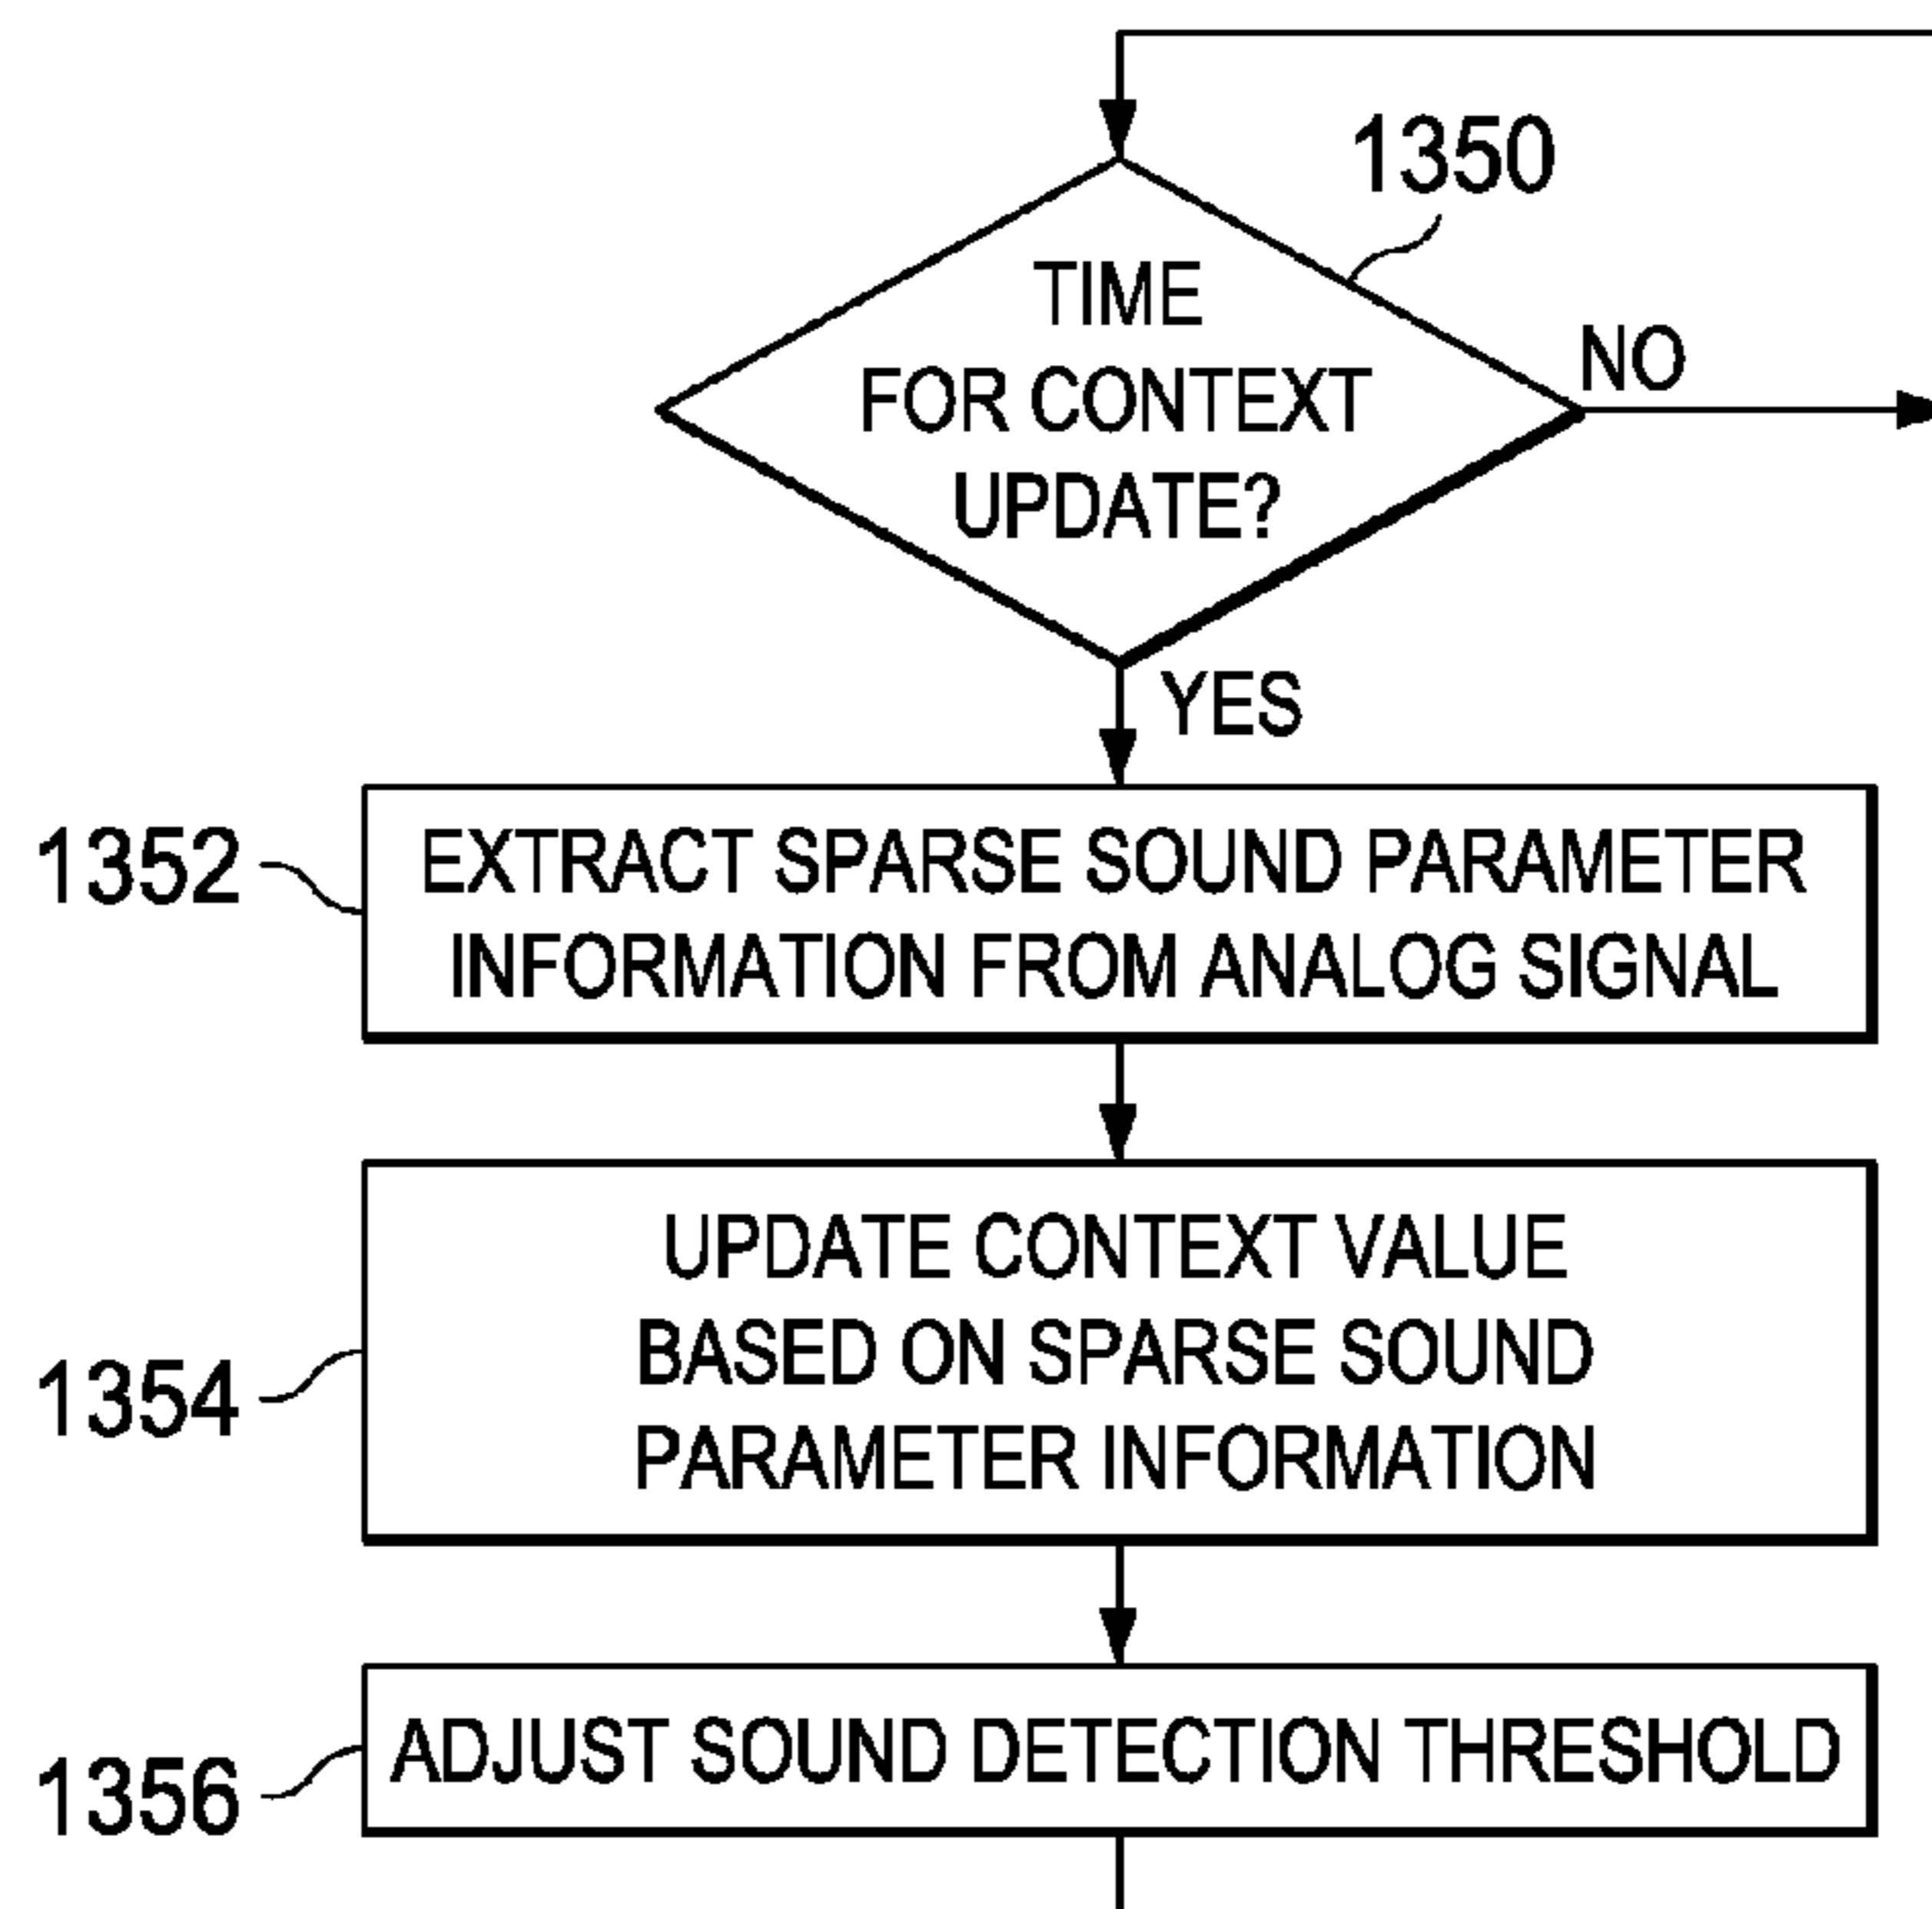 1350
TIME
FOR CONTEXT
UPDATE?
NO
YES
1352
EXTRACT SPARSE SOUND PARAMETER
INFORMATION FROM ANALOG SIGNAL
1354
UPDATE CONTEXT VALUE
BASED ON SPARSE SOUND
PARAMETER INFORMATION
1356
ADJUST SOUND DETECTION THRESHOLD